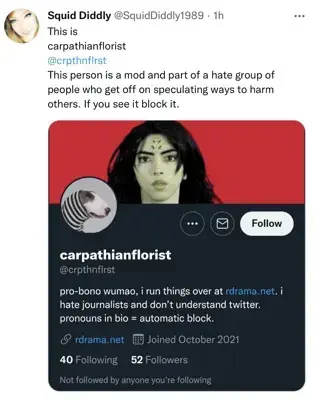 Squid Diddly @SquidDiddly1989 · 1h
This is
carpathianflorist
@crpthnflrst
This person is a mod and part of a hate group of
people who get off on speculating ways to harm
others. If you see it block it.
Follow
carpathianflorist
@crpthnflrst
pro-bono wumao, i run things over at rdrama.net. i
hate journalists and don't understand twitter.
pronouns in bio = automatic block.
rdrama.net Joined October 2021
40 Following 52 Followers
Not followed by anyone you're following